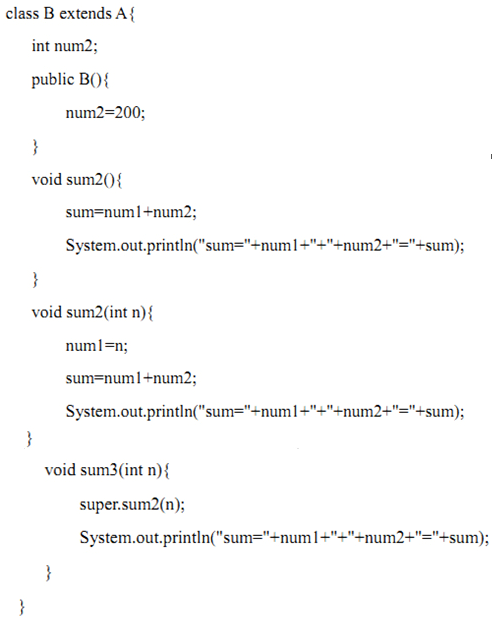 class B extends A{
int num2;
public B(){
num2=200;
}
void sum2(){
sum=num1+num2;
System.out.println("sum="+num1+"+"+num2+"="+sum);
}
void sum2(int n){
num1=n;
sum=num1+num2;
System.out.println("sum="+num1+"+"+num2+"="+sum);
}
void sum3(int n){
super.sum2(n);
System.out.println("sum="+num1+"+"+num2+"="+sum);
}
}